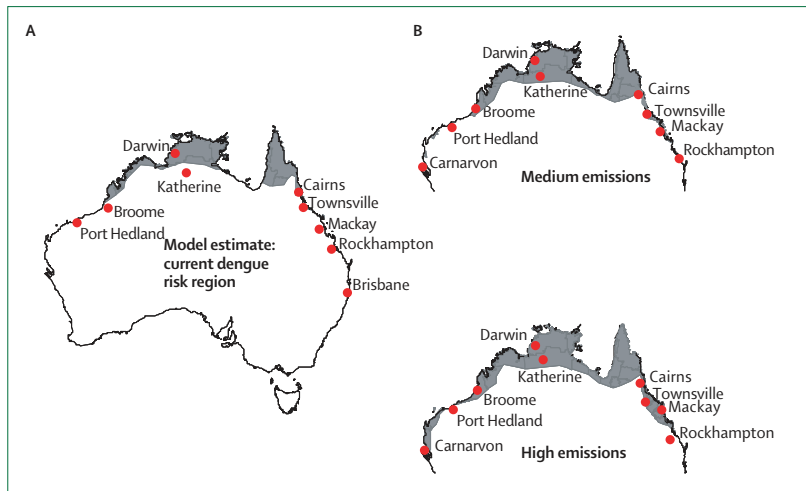 A
Darwin
Katherine
Cairns
Townsville
Broome
Mackay
Port Hedland
Rockhampton
Model estimate:
current dengue
risk region
Brisbane
B
Darwin
Katherine
Cairns
Broome
Townsville
Mackay
Port Hedland
Rockhampton
Carnarvon
Medium emissions
Darwin
Katherine
Cairns
Broome
Townsville
Mackay
Port Hedland
Rockhampton
Carnarvon
High emissions